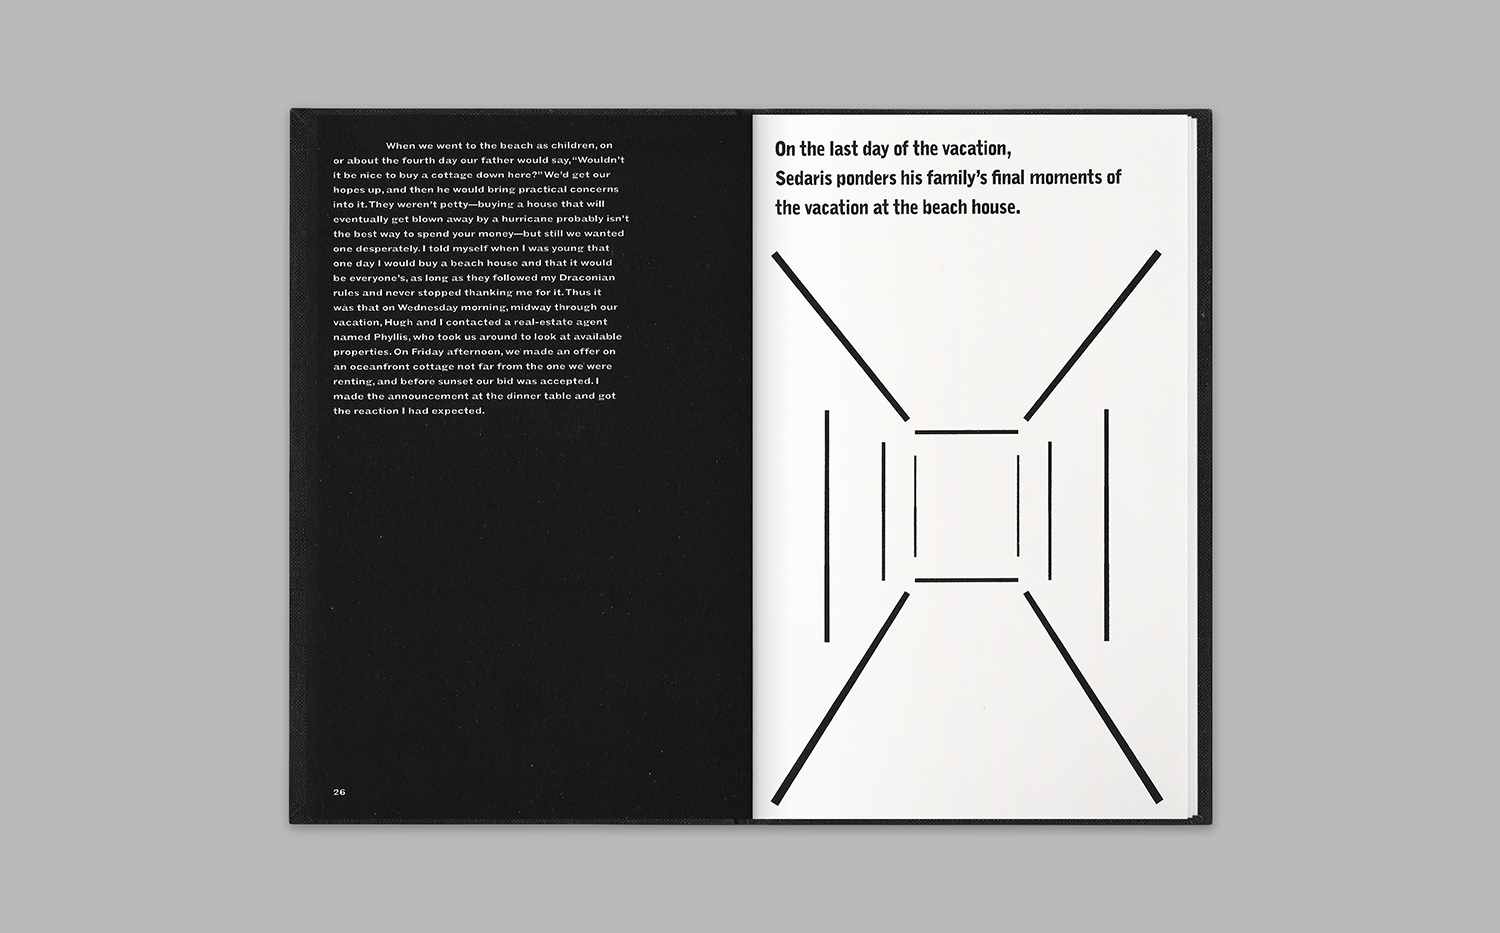 When we went to the beach as children, on
or about the fourth day our father would say, “Wouldn’t
it be nice to buy a cottage down here?” We’d get our
hopes up, and then he would bring practical concerns
into it. They weren’t petty—buying a house that will
eventually get blown away by a hurricane probably isn’t
the best way to spend your money—but still we wanted
one desperately. I told myself when I was young that
one day I would buy a beach house and that it would
be everyone’s, as long as they followed my Draconian
rules and never stopped thanking me for it. Thus it
was that on Wednesday morning, midway through our
vacation, Hugh and I contacted a real-estate agent
named Phyllis, who took us around to look at available
properties. On Friday afternoon, we made an offer on
an oceanfront cottage not far from the one we were
renting, and before sunset our bid was accepted. I
made the announcement at the dinner table and got
the reaction I had expected.
26
On the last day of the vacation,
Sedaris ponders his family’s final moments of
the vacation at the beach house.